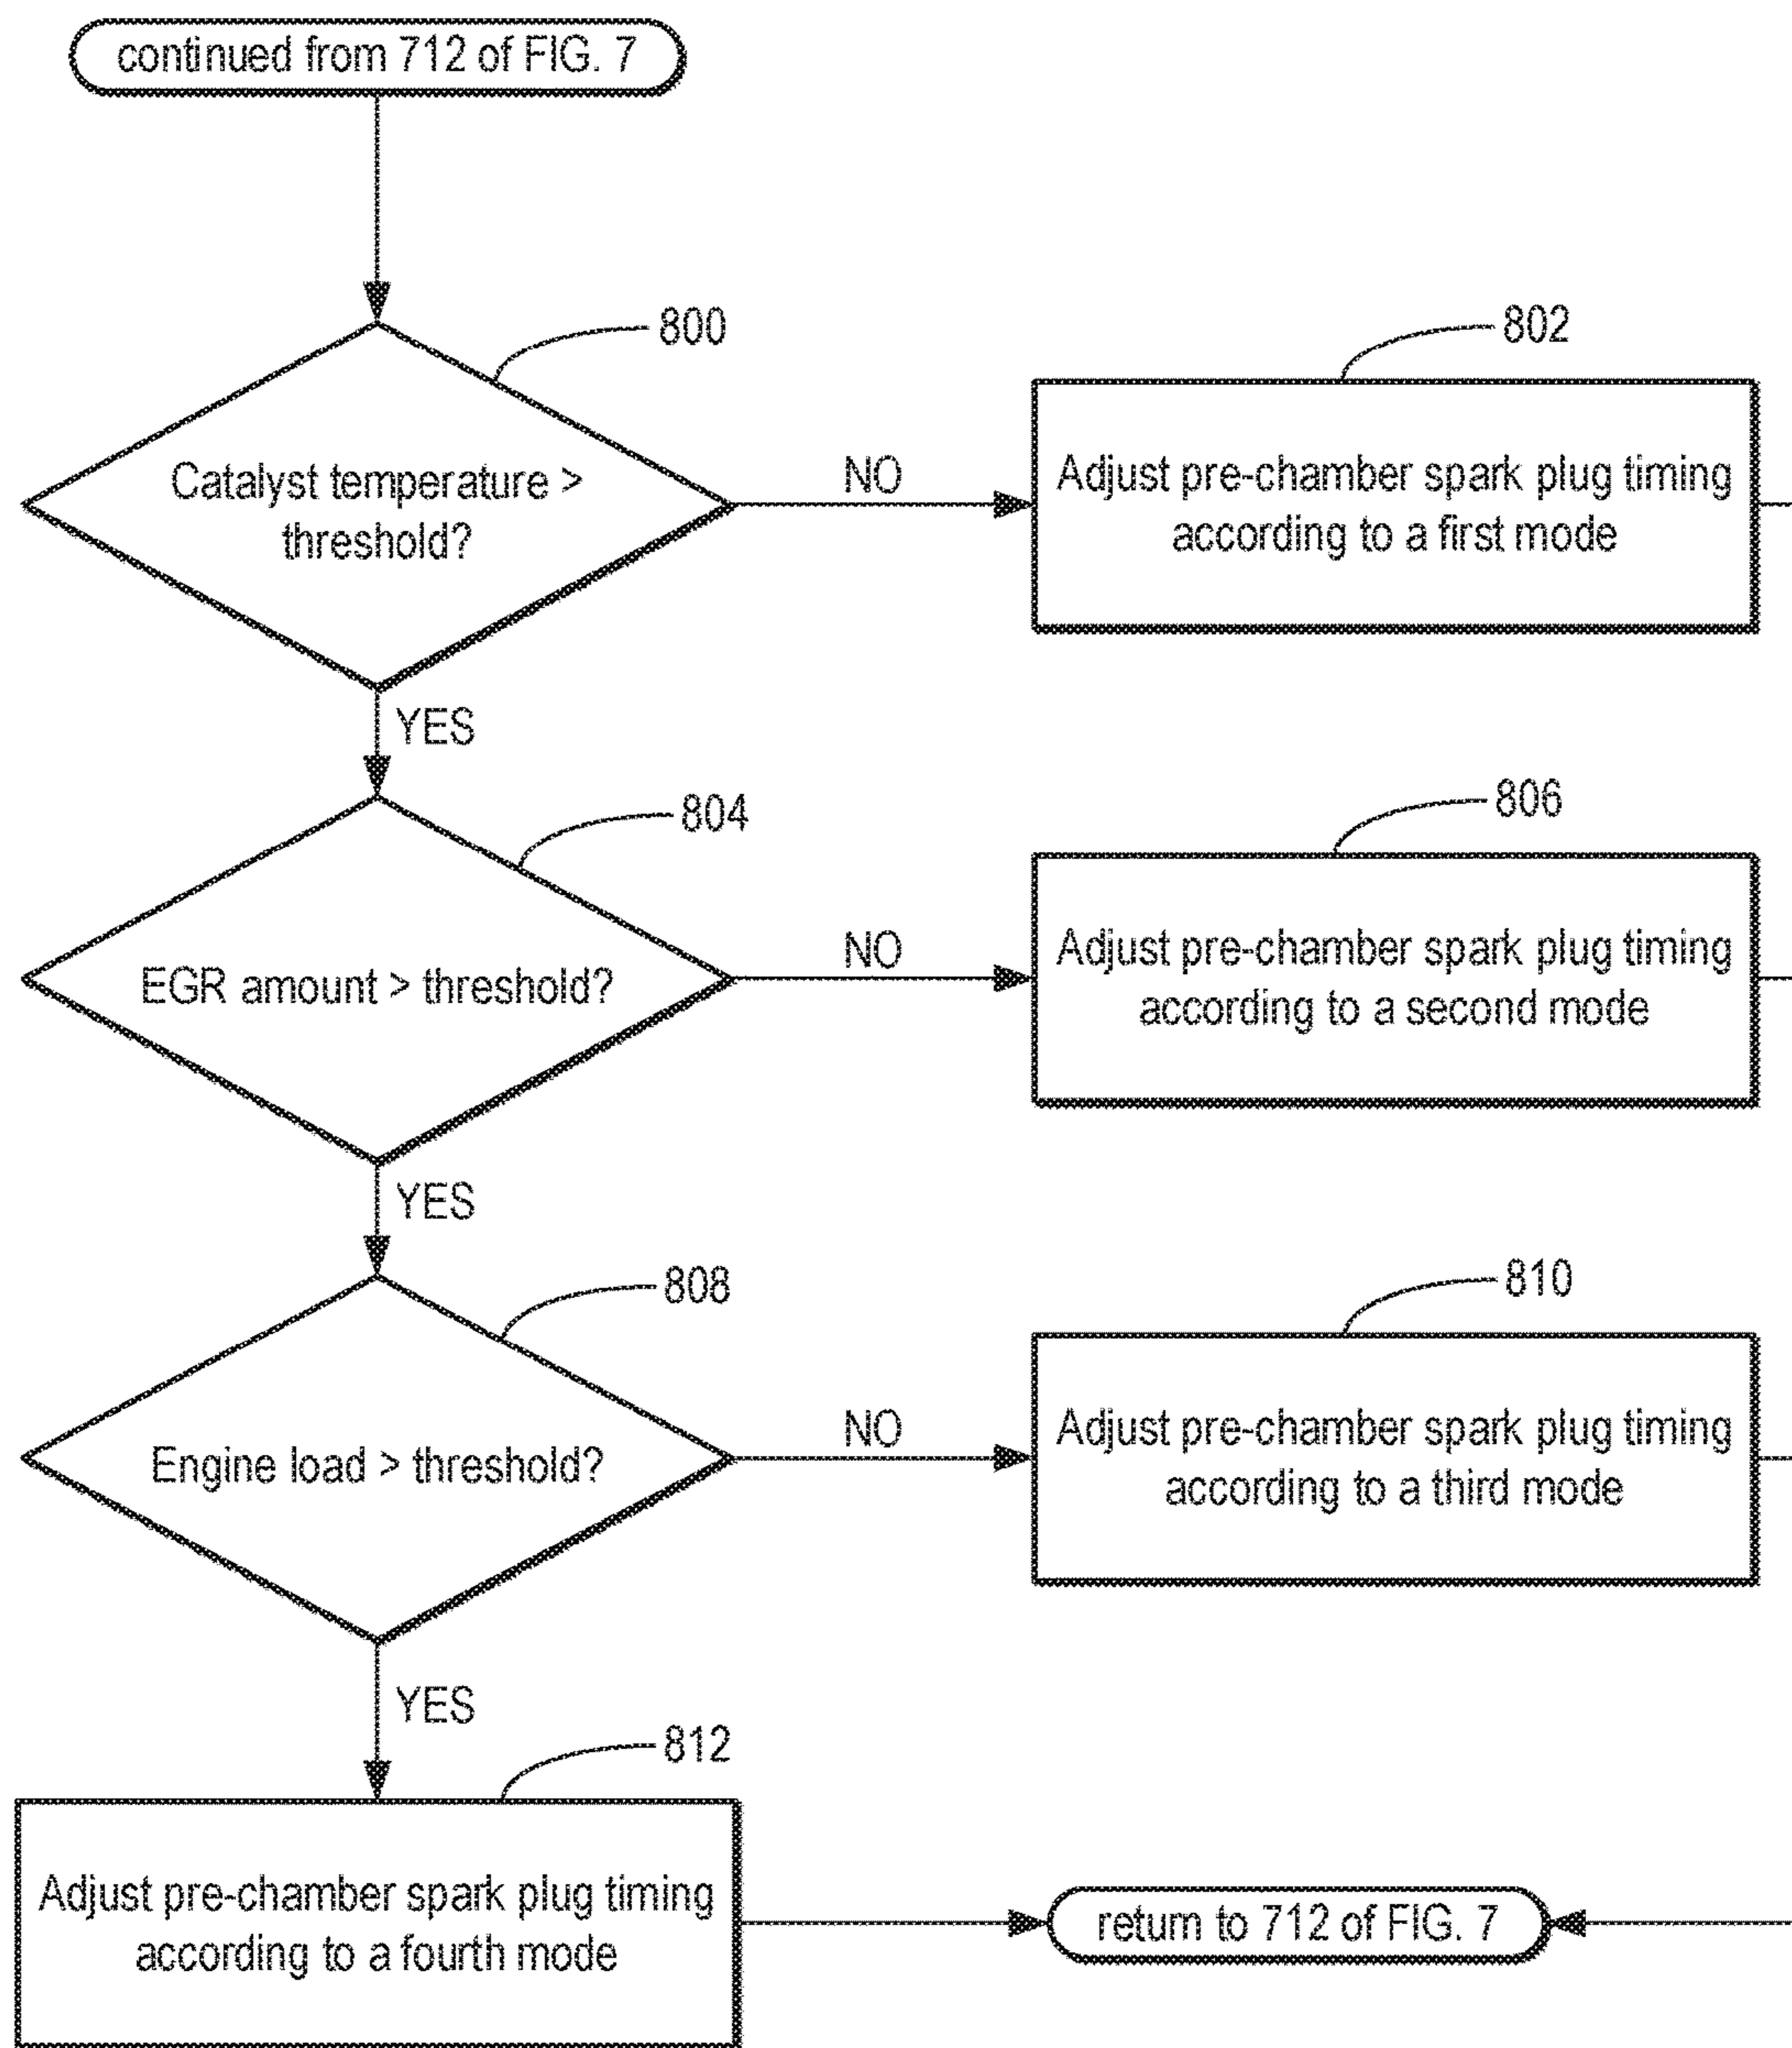 continued from 712 of FIG. 7
800
802
Catalyst temperature >
threshold?
NO
Adjust pre-chamber spark plug timing
according to a first mode
YES
804
806
EGR amount > threshold?
NO
Adjust pre-chamber spark plug timing
according to a second mode
YES
808
810
Engine load > threshold?
NO
Adjust pre-chamber spark plug timing
according to a third mode
YES
812
Adjust pre-chamber spark plug timing
according to a fourth mode
return to 712 of FIG. 7